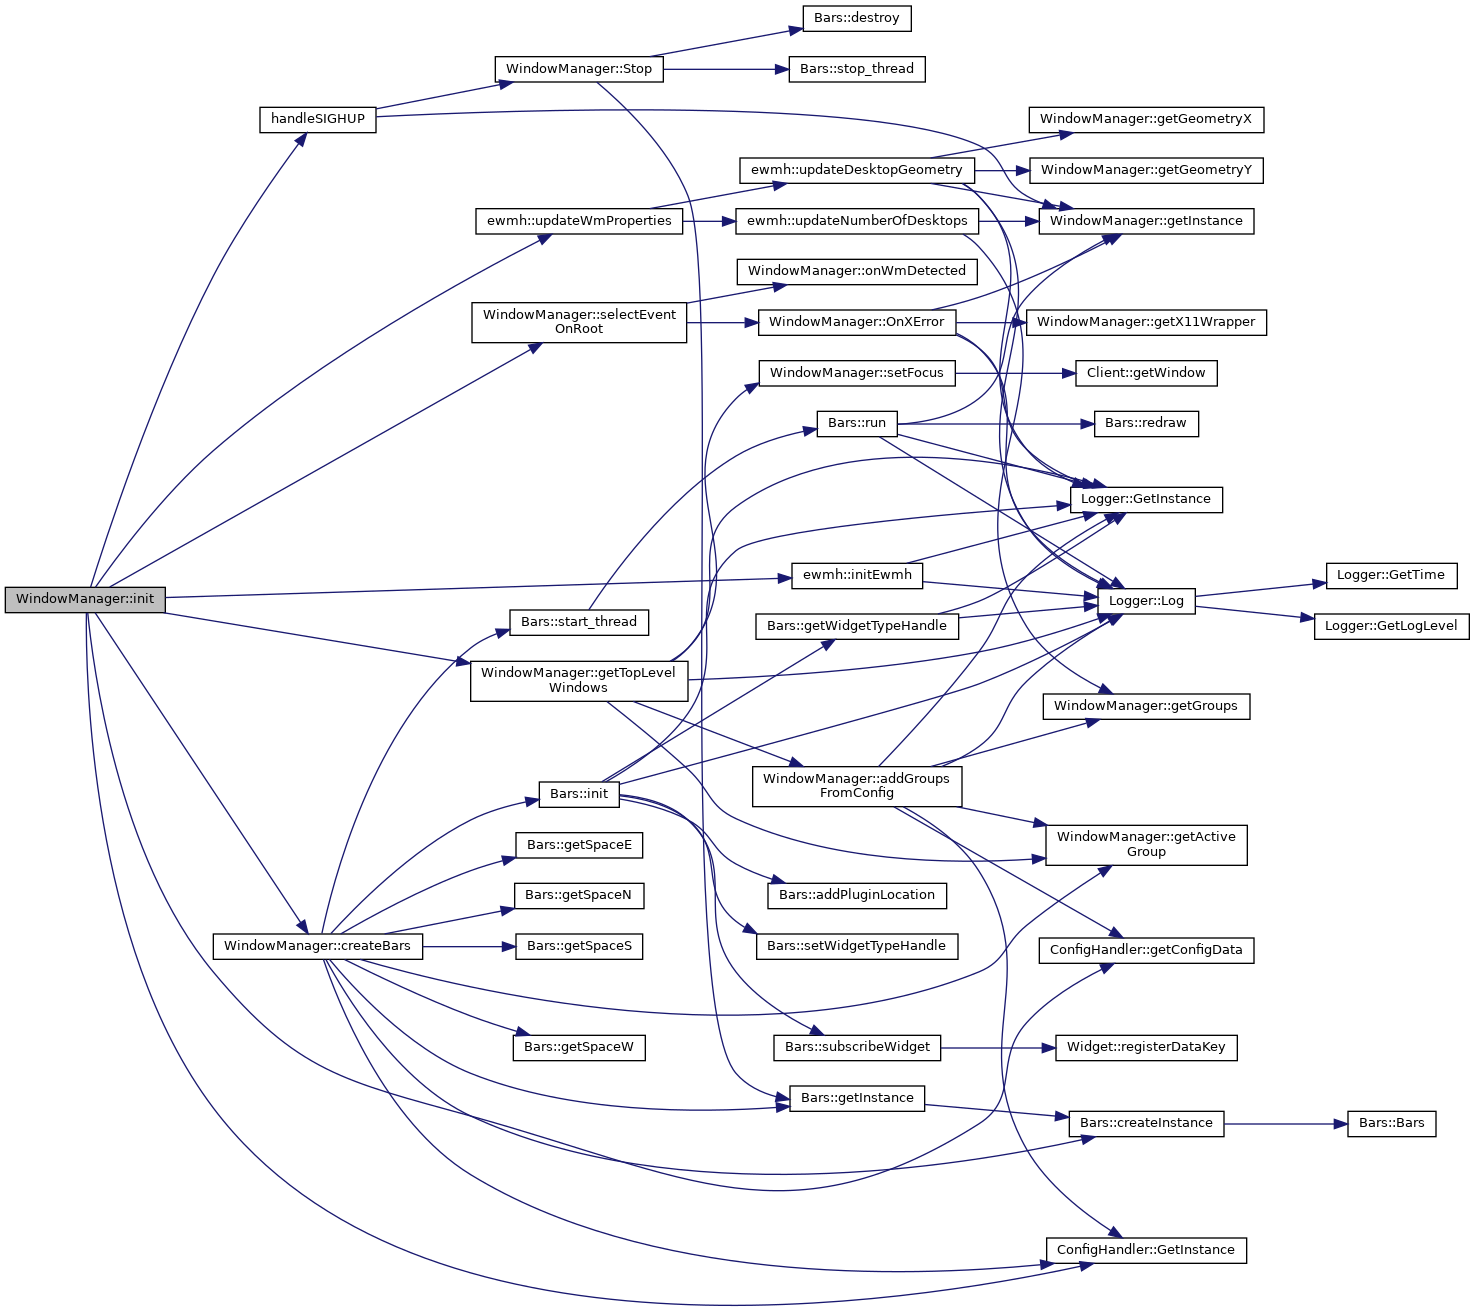 Bars::destroy
WindowManager::Stop
Bars::stop_thread
handleSIGHUP
WindowManager::getGeometryX
ewmh::updateDesktopGeometry
WindowManager::getGeometryY
ewmh::updateWmProperties
ewmh::updateNumberOfDesktops
WindowManager::getInstance
WindowManager::onWmDetected
WindowManager::selectEvent
OnRoot
WindowManager::OnXError
WindowManager::getX11Wrapper
WindowManager::setFocus
Client::getWindow
Bars::run
Bars::redraw
Logger::GetInstance
ewmh::initEwmh
Logger::GetTime
WindowManager::init
Logger::Log
Bars::start_thread
Bars::getWidgetTypeHandle
Logger::GetLogLevel
WindowManager::getTopLevel
Windows
WindowManager::getGroups
Bars::init
WindowManager::addGroups
FromConfig
Bars::getSpaceE
WindowManager::getActive
Group
Bars::getSpaceN
Bars::addPluginLocation
WindowManager::createBars
Bars::getSpaceS
Bars::setWidgetTypeHandle
ConfigHandler::getConfigData
Bars::getSpaceW
Bars::subscribeWidget
Widget::registerDataKey
Bars::getInstance
Bars::createInstance
Bars::Bars
ConfigHandler::GetInstance